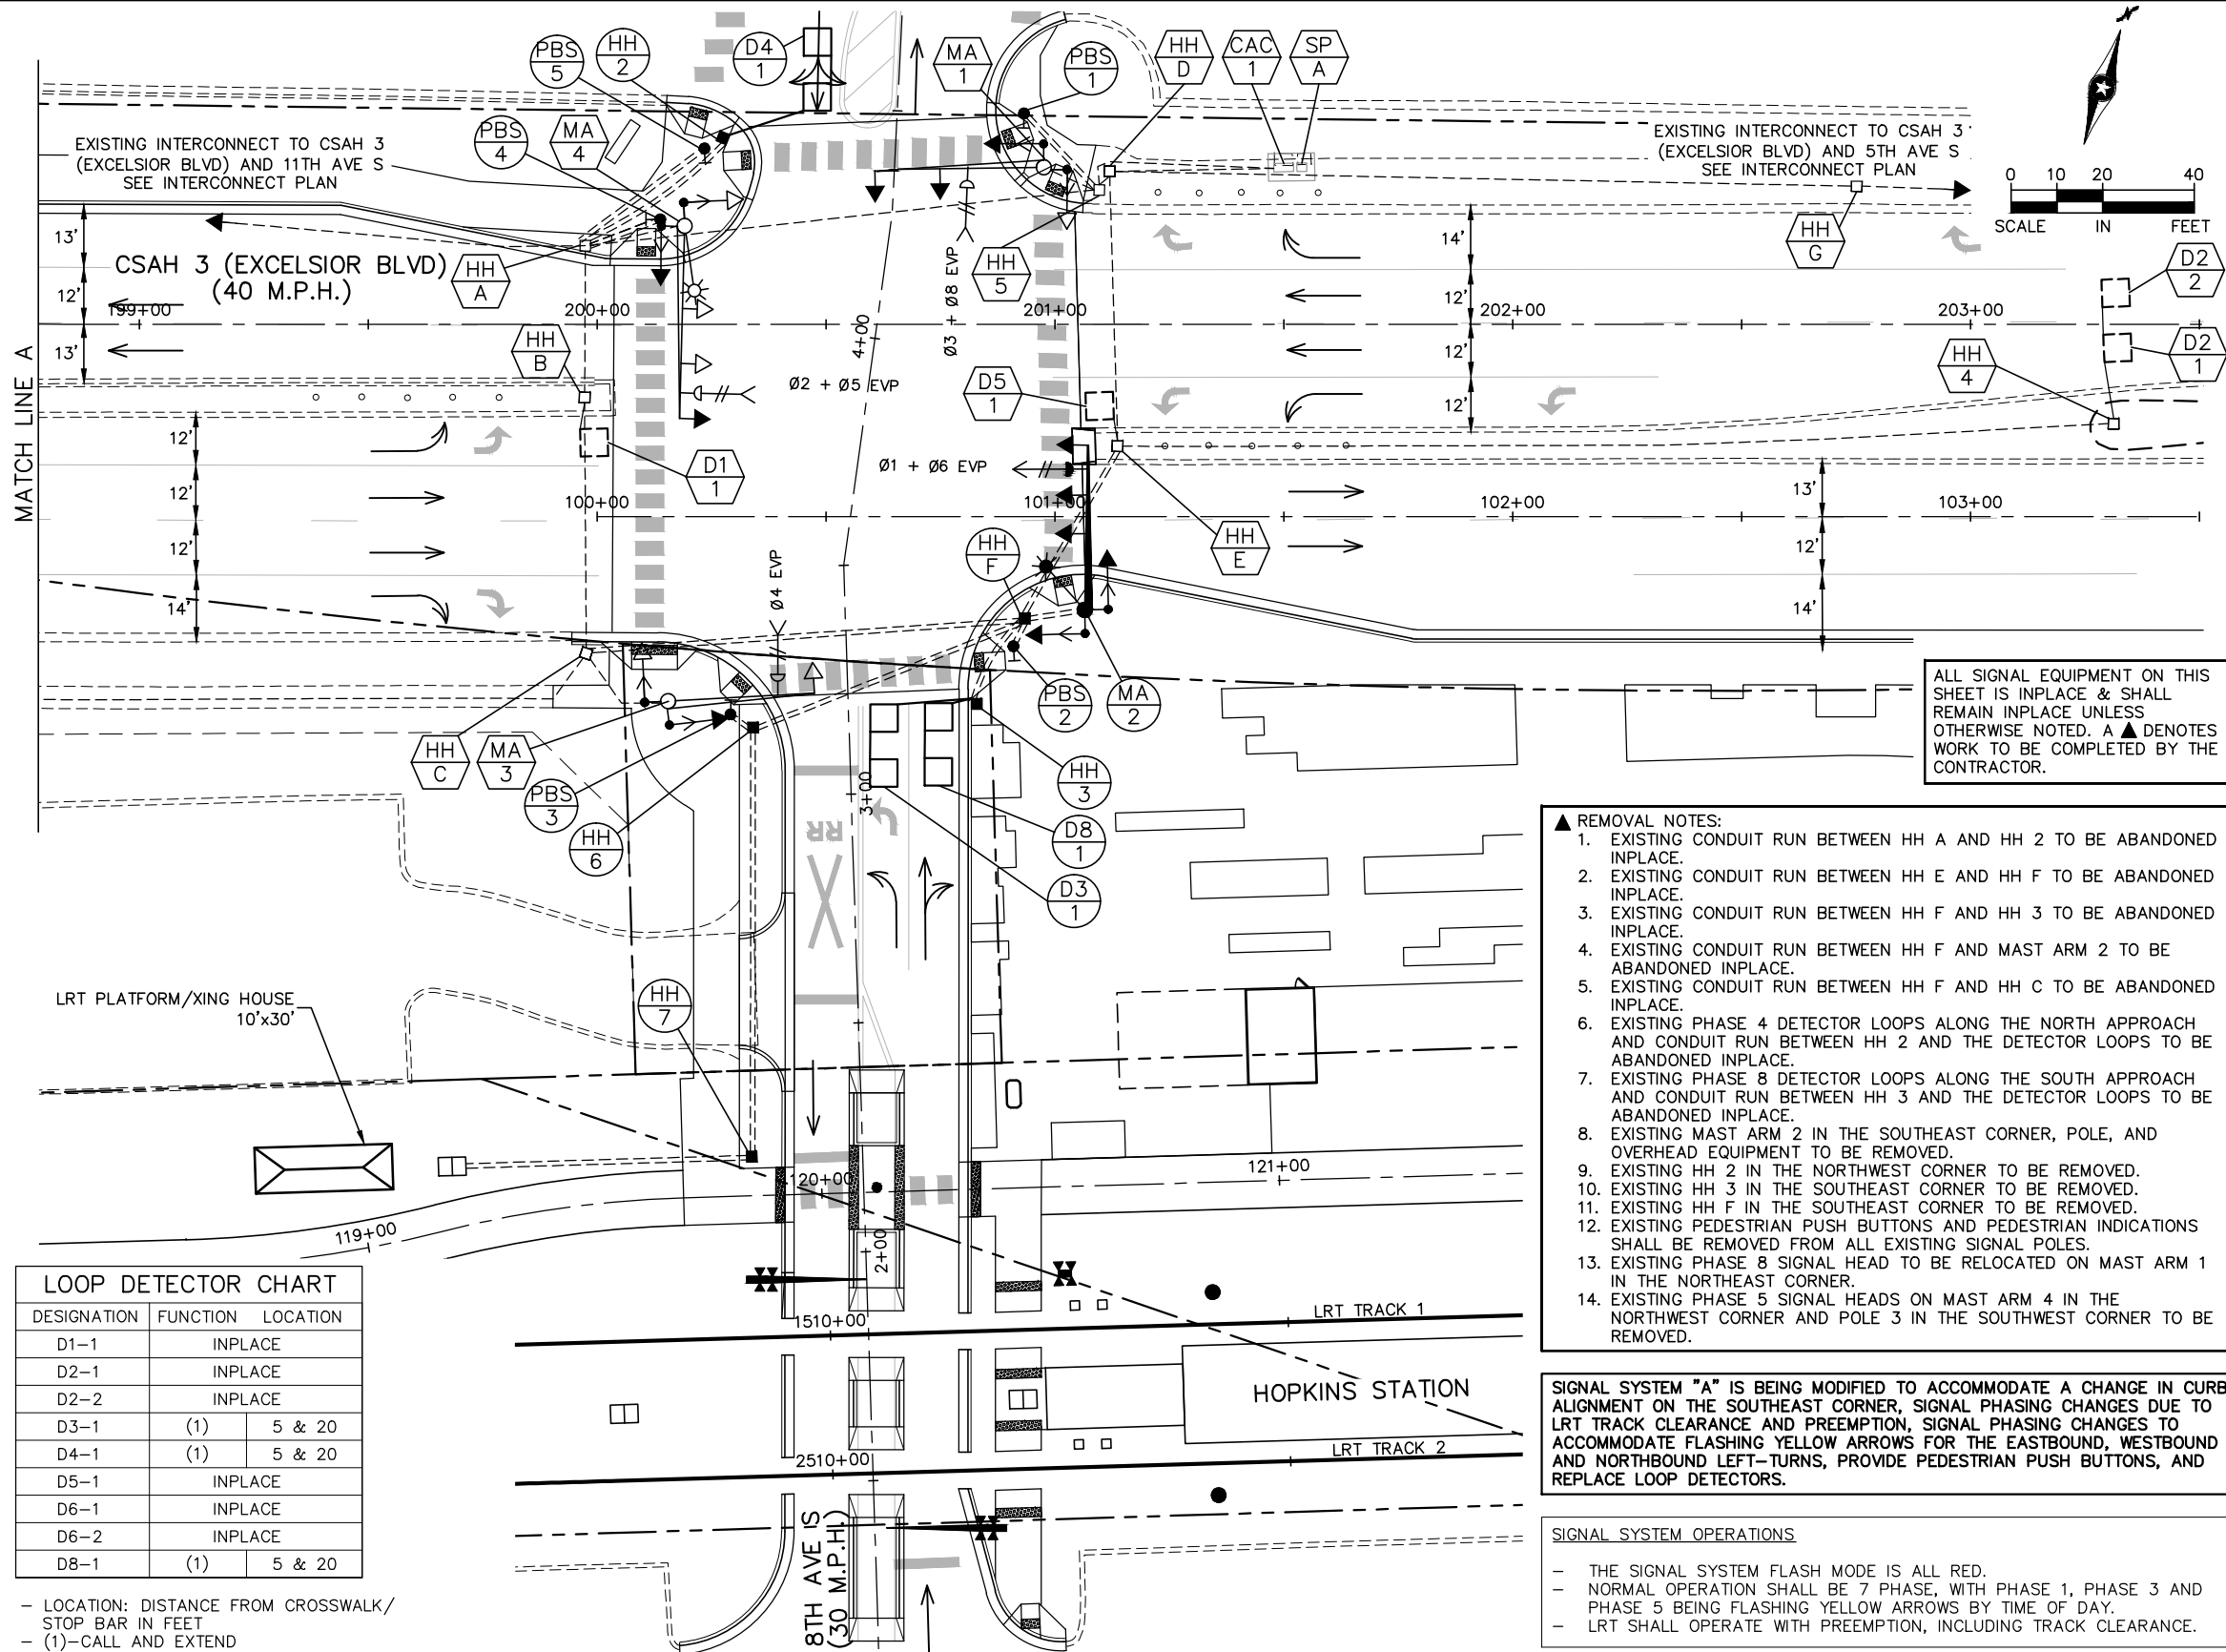 PBS 5
HH 2
D4 1
MA 1
PBS 1
HH D
CAC 1
SP A
N
EXISTING INTERCONNECT TO CSAH 3
(EXCELSIOR BLVD) AND 11TH AVE S
SEE INTERCONNECT PLAN
PBS 4
MA 4
EXISTING INTERCONNECT TO CSAH 3
(EXCELSIOR BLVD) AND 5TH AVE S
SEE INTERCONNECT PLAN
0 10 20 40
SCALE IN FEET
13'
12'
13'
CSAH 3 (EXCELSIOR BLVD)
(40 M.P.H.)
HH A
HH 5
HH G
D2 2
14'
12'
12'
12'
199+00
200+00
201+00
202+00
203+00
4+00
Ø3 + Ø8 EVP
MATCH LINE A
HH B
Ø2 + Ø5 EVP
D5 1
HH 4
D2 1
12'
12'
12'
14'
D1 1
Ø1 + Ø6 EVP
100+00
101+00
102+00
103+00
13'
12'
14'
HH F
HH E
Ø4 EVP
HH C
MA 3
PBS 3
HH 6
PBS 2
MA 2
HH 3
D8 1
D3 1
3+00
RR
ALL SIGNAL EQUIPMENT ON THIS
SHEET IS INPLACE & SHALL
REMAIN INPLACE UNLESS
OTHERWISE NOTED. A ▲ DENOTES
WORK TO BE COMPLETED BY THE
CONTRACTOR.
▲ REMOVAL NOTES:
1. EXISTING CONDUIT RUN BETWEEN HH A AND HH 2 TO BE ABANDONED
INPLACE.
2. EXISTING CONDUIT RUN BETWEEN HH E AND HH F TO BE ABANDONED
INPLACE.
3. EXISTING CONDUIT RUN BETWEEN HH F AND HH 3 TO BE ABANDONED
INPLACE.
4. EXISTING CONDUIT RUN BETWEEN HH F AND MAST ARM 2 TO BE
ABANDONED INPLACE.
5. EXISTING CONDUIT RUN BETWEEN HH F AND HH C TO BE ABANDONED
INPLACE.
6. EXISTING PHASE 4 DETECTOR LOOPS ALONG THE NORTH APPROACH
AND CONDUIT RUN BETWEEN HH 2 AND THE DETECTOR LOOPS TO BE
ABANDONED INPLACE.
7. EXISTING PHASE 8 DETECTOR LOOPS ALONG THE SOUTH APPROACH
AND CONDUIT RUN BETWEEN HH 3 AND THE DETECTOR LOOPS TO BE
ABANDONED INPLACE.
8. EXISTING MAST ARM 2 IN THE SOUTHEAST CORNER, POLE, AND
OVERHEAD EQUIPMENT TO BE REMOVED.
9. EXISTING HH 2 IN THE NORTHWEST CORNER TO BE REMOVED.
10. EXISTING HH 3 IN THE SOUTHEAST CORNER TO BE REMOVED.
11. EXISTING HH F IN THE SOUTHEAST CORNER TO BE REMOVED.
12. EXISTING PEDESTRIAN PUSH BUTTONS AND PEDESTRIAN INDICATIONS
SHALL BE REMOVED FROM ALL EXISTING SIGNAL POLES.
13. EXISTING PHASE 8 SIGNAL HEAD TO BE RELOCATED ON MAST ARM 1
IN THE NORTHEAST CORNER.
14. EXISTING PHASE 5 SIGNAL HEADS ON MAST ARM 4 IN THE
NORTHWEST CORNER AND POLE 3 IN THE SOUTHWEST CORNER TO BE
REMOVED.
LRT PLATFORM/XING HOUSE
10'x30'
HH 7
119+00
120+00
121+00
2+00
LOOP DETECTOR CHART
DESIGNATION FUNCTION LOCATION
D1-1 INPLACE
D2-1 INPLACE
D2-2 INPLACE
D3-1 (1) 5 & 20
D4-1 (1) 5 & 20
D5-1 INPLACE
D6-1 INPLACE
D6-2 INPLACE
D8-1 (1) 5 & 20
- LOCATION: DISTANCE FROM CROSSWALK/
STOP BAR IN FEET
- (1)-CALL AND EXTEND
1510+00
LRT TRACK 1
HOPKINS STATION
2510+00
LRT TRACK 2
8TH AVE S
(30 M.P.H.)
SIGNAL SYSTEM "A" IS BEING MODIFIED TO ACCOMMODATE A CHANGE IN CURB
ALIGNMENT ON THE SOUTHEAST CORNER, SIGNAL PHASING CHANGES DUE TO
LRT TRACK CLEARANCE AND PREEMPTION, SIGNAL PHASING CHANGES TO
ACCOMMODATE FLASHING YELLOW ARROWS FOR THE EASTBOUND, WESTBOUND
AND NORTHBOUND LEFT-TURNS, PROVIDE PEDESTRIAN PUSH BUTTONS, AND
REPLACE LOOP DETECTORS.
SIGNAL SYSTEM OPERATIONS
- THE SIGNAL SYSTEM FLASH MODE IS ALL RED.
- NORMAL OPERATION SHALL BE 7 PHASE, WITH PHASE 1, PHASE 3 AND
PHASE 5 BEING FLASHING YELLOW ARROWS BY TIME OF DAY.
- LRT SHALL OPERATE WITH PREEMPTION, INCLUDING TRACK CLEARANCE.